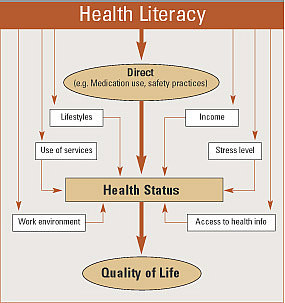 Health Literacy
Direct
(e.g. Medication use, safety practices)
Lifestyles
Income
Use of services
Stress level
Health Status
Work environment
Access to health info
Quality of Life